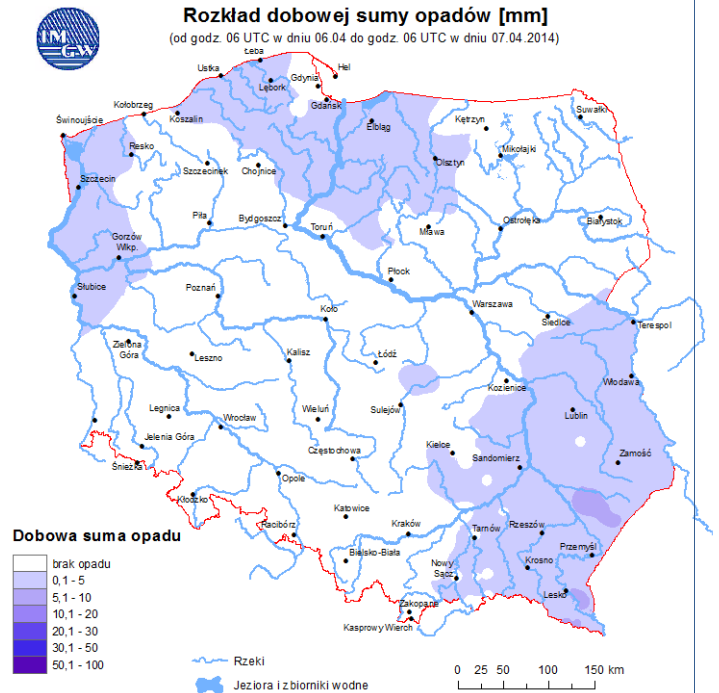 Rozkład dobowej sumy opadów [mm]
(od godz. 06 UTC w dniu 06.04 do godz. 06 UTC w dniu 07.04.2014)
IM
GW
Łeba
Hel
Ustka
Gdynia
Lębork
Gdańsk
Kołobrzeg
Koszalin
Suwałki
Świnoujście
Elbląg
Kętrzyn
Resko
Mikołajki
Olsztyn
Szczecinek
Chojnice
Szczecin
Piła
Bydgoszcz
Toruń
Mława
Ostrołęka
Białystok
Gorzów
Wlkp.
Płock
Słubice
Poznań
Koło
Warszawa
Siedlce
Terespol
Zielona
Góra
Leszno
Kalisz
Łódź
Kozienice
Włodawa
Legnica
Wrocław
Wieluń
Sulejów
Lublin
Jelenia Góra
Częstochowa
Kielce
Sandomierz
Zamość
Śnieżka
Opole
Kłodzko
Katowice
Racibórz
Kraków
Tarnów
Rzeszów
Przemyśl
Bielsko-Biała
Nowy
Sącz
Krosno
Lesko
Zakopane
Kasprowy Wierch
Dobowa suma opadu
brak opadu
0,1 - 5
5,1 - 10
10,1 - 20
20,1 - 30
30,1 - 50
50,1 - 100
Rzeki
Jeziora i zbiorniki wodne
0 25 50 100 150 km